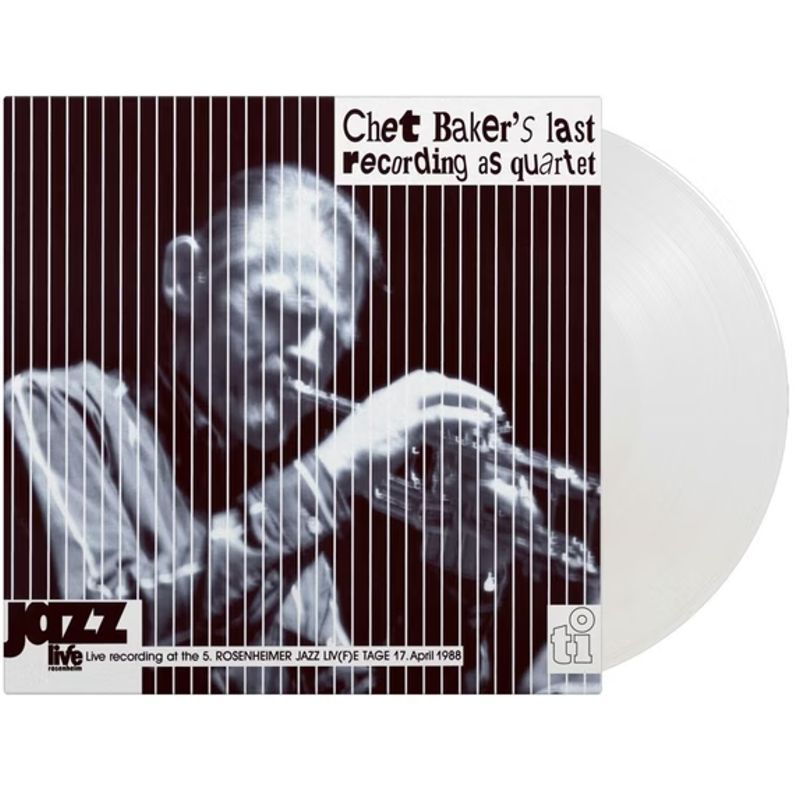 Chet Baker's last
recording as quartet
jazz
live
rosenheim
Live recording at the 5. ROSENHEIMER JAZZ LIV(F)E TAGE 17. April 1988
ti